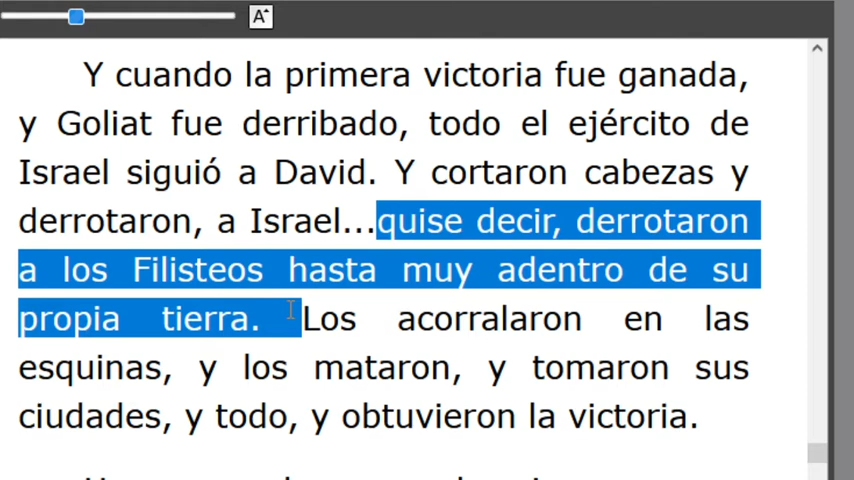 A
Y cuando la primera victoria fue ganada,
y Goliat fue derribado, todo el ejército de
Israel siguió a David. Y cortaron cabezas y
derrotaron, a Israel...quise decir, derrotaron
a los Filisteos hasta muy adentro de su
propia tierra. Los acorralaron en las
esquinas, y los mataron, y tomaron sus
ciudades, y todo, y obtuvieron la victoria.